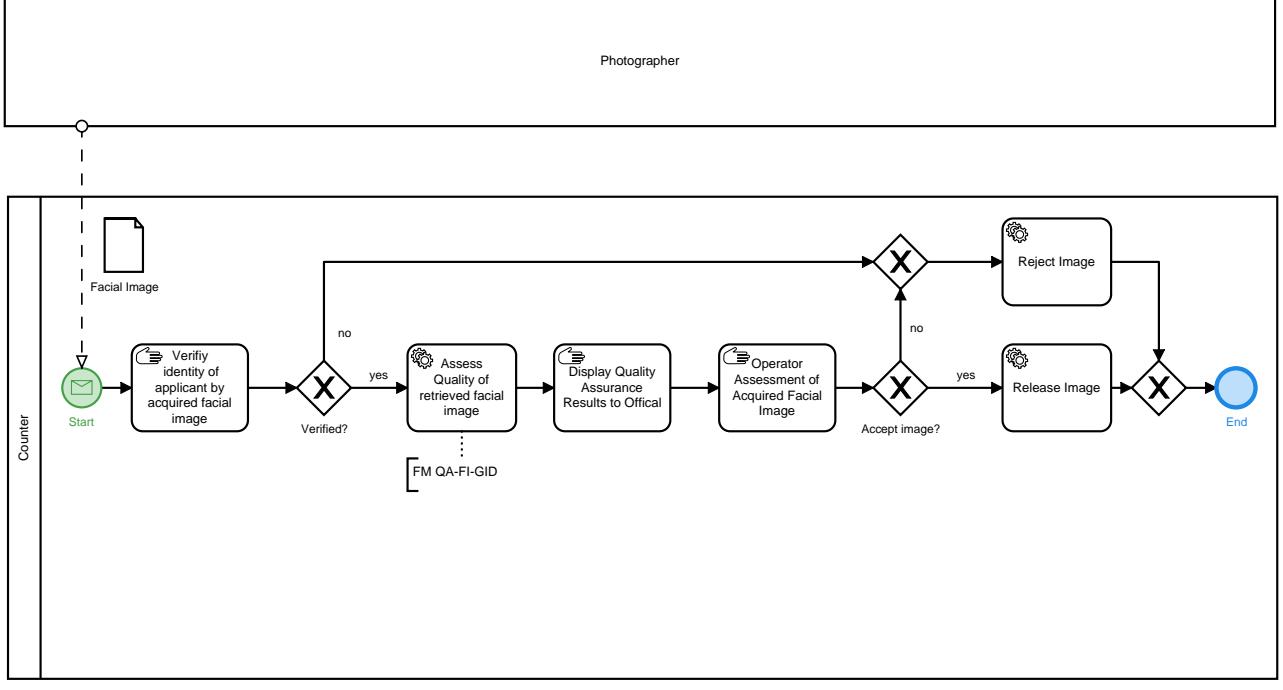 Photographer
Counter
Facial Image
Start
Verifiy
identity of
applicant by
acquired facial
image
Verified?
no
yes
Assess
Quality of
retrieved facial
image
FM QA-FI-GID
Display Quality
Assurance
Results to Offical
Operator
Assessment of
Acquired Facial
Image
Accept image?
no
yes
Reject Image
Release Image
End